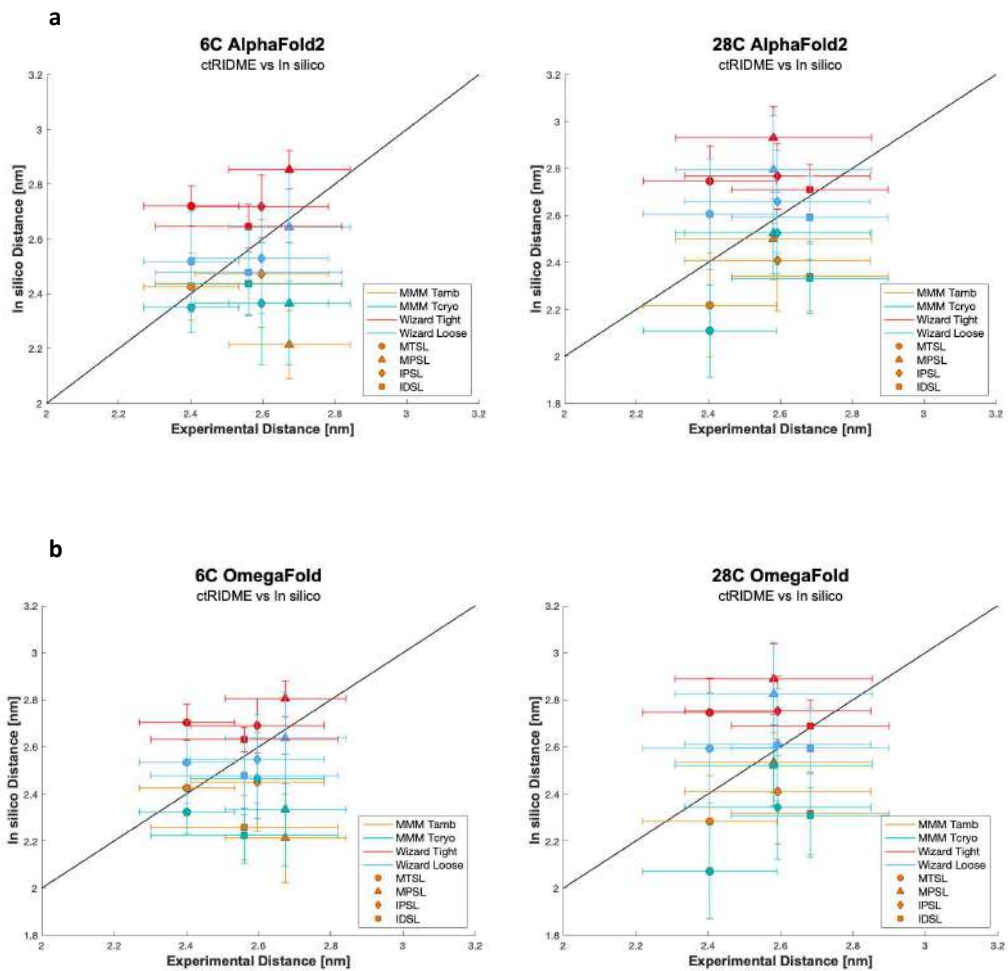 a
6C AlphaFold2
ctRIDME vs In silico
3.2
3
2.8
2.6
2.4
2.2
2
In silico Distance [nm]
2 2.2 2.4 2.6 2.8 3 3.2
Experimental Distance [nm]
MMM Tamb
MMM Tcryo
Wizard Tight
Wizard Loose
MTSL
MPSL
IPSL
IDSL
28C AlphaFold2
ctRIDME vs In silico
3.2
3
2.8
2.6
2.4
2.2
2
1.8
In silico Distance [nm]
2 2.2 2.4 2.6 2.8 3 3.2
Experimental Distance [nm]
MMM Tamb
MMM Tcryo
Wizard Tight
Wizard Loose
MTSL
MPSL
IPSL
IDSL
b
6C OmegaFold
ctRIDME vs In silico
3.2
3
2.8
2.6
2.4
2.2
2
1.8
In silico Distance [nm]
2 2.2 2.4 2.6 2.8 3 3.2
Experimental Distance [nm]
MMM Tamb
MMM Tcryo
Wizard Tight
Wizard Loose
MTSL
MPSL
IPSL
IDSL
28C OmegaFold
ctRIDME vs In silico
3.2
3
2.8
2.6
2.4
2.2
2
1.8
In silico Distance [nm]
2 2.2 2.4 2.6 2.8 3 3.2
Experimental Distance [nm]
MMM Tamb
MMM Tcryo
Wizard Tight
Wizard Loose
MTSL
MPSL
IPSL
IDSL